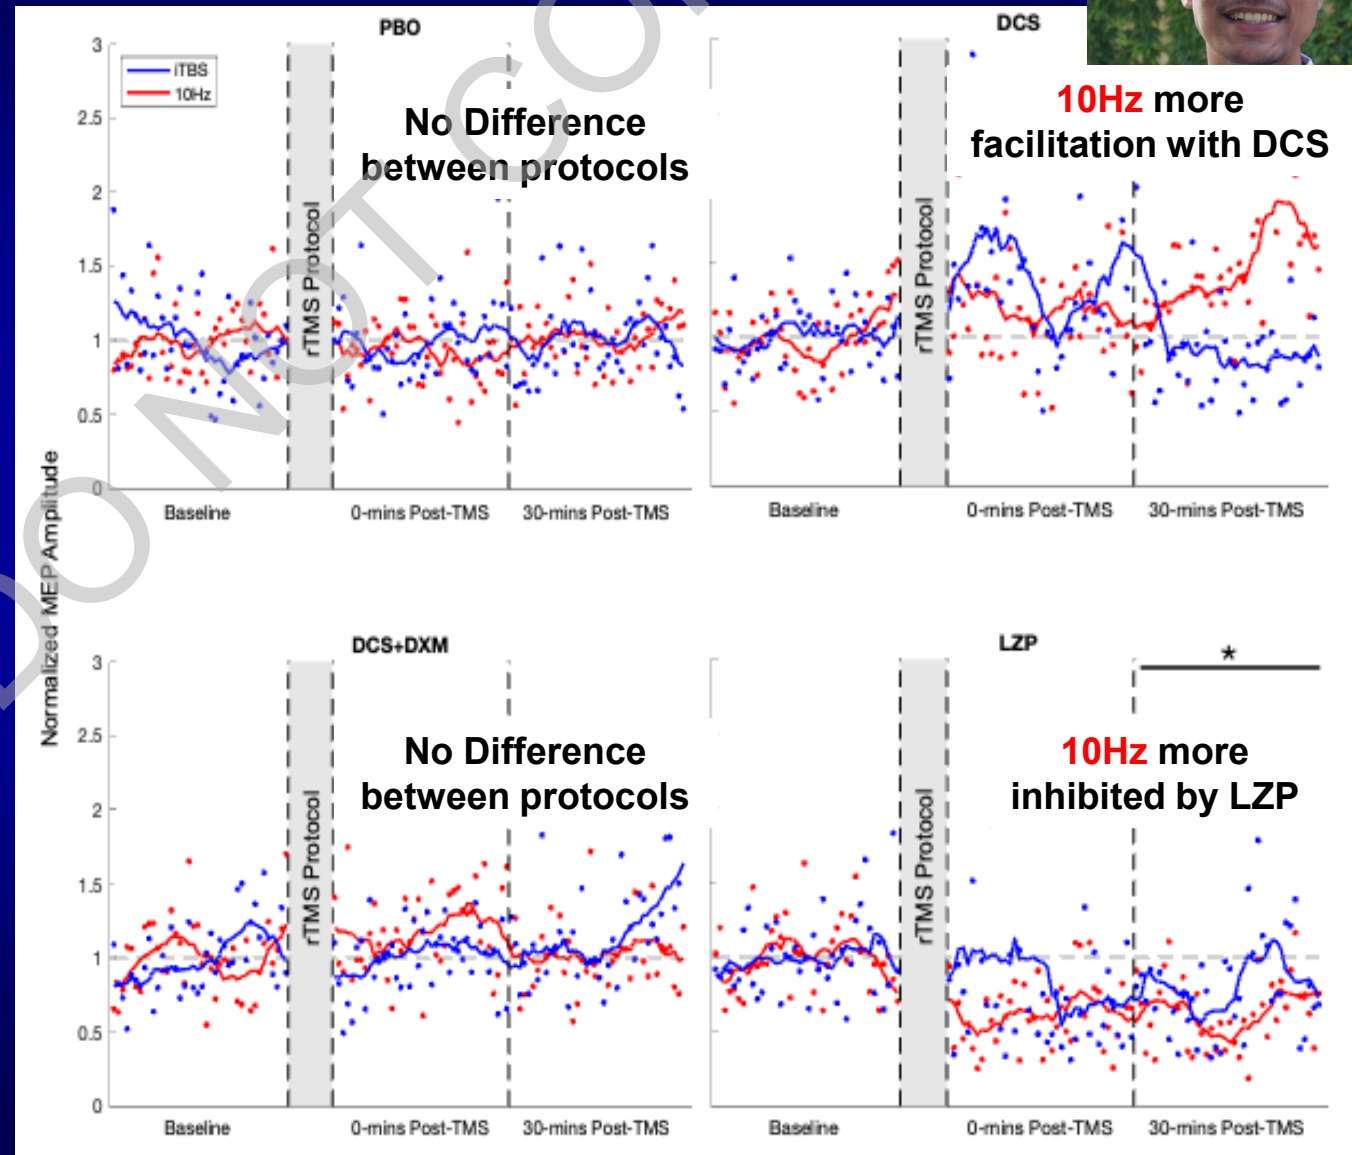 PBO
3
2.5
2
1.5
1
0.5
0
iTBS
10Hz
No Difference
between protocols
rTMS Protocol
Baseline
0-mins Post-TMS
30-mins Post-TMS
DCS
10Hz more
facilitation with DCS
rTMS Protocol
Baseline
0-mins Post-TMS
30-mins Post-TMS
Normalized MEP Amplitude
DCS+DXM
3
2.5
2
1.5
1
0.5
0
No Difference
between protocols
rTMS Protocol
Baseline
0-mins Post-TMS
30-mins Post-TMS
LZP
*
10Hz more
inhibited by LZP
rTMS Protocol
Baseline
0-mins Post-TMS
30-mins Post-TMS
DO NOT CO